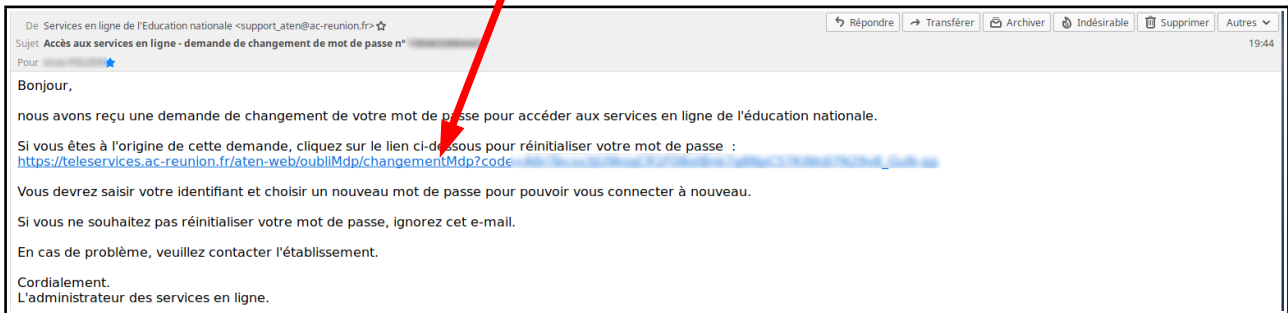 De Services en ligne de l'Education nationale <support_aten@ac-reunion.fr>
Répondre Transférer Archiver Indésirable Supprimer Autres
Sujet Accès aux services en ligne - demande de changement de mot de passe n°
19:44
Pour
Bonjour,
nous avons reçu une demande de changement de votre mot de passe pour accéder aux services en ligne de l'éducation nationale.
Si vous êtes à l'origine de cette demande, cliquez sur le lien ci-dessous pour réinitialiser votre mot de passe :
https://teleservices.ac-reunion.fr/aten-web/oubliMdp/changementMdp?code
Vous devrez saisir votre identifiant et choisir un nouveau mot de passe pour pouvoir vous connecter à nouveau.
Si vous ne souhaitez pas réinitialiser votre mot de passe, ignorez cet e-mail.
En cas de problème, veuillez contacter l'établissement.
Cordialement.
L'administrateur des services en ligne.